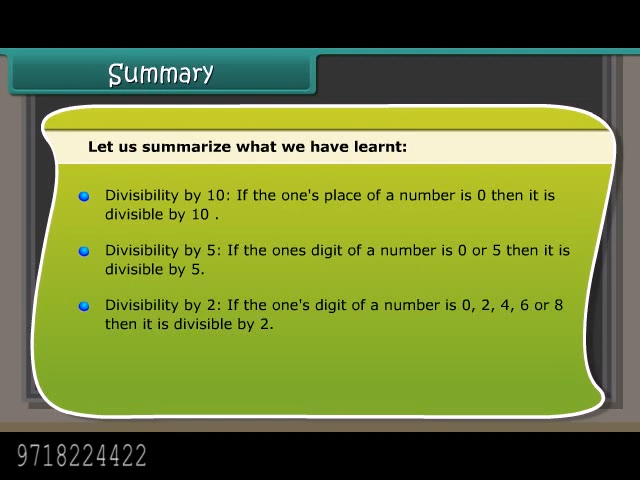 Summary
Let us summarize what we have learnt:
Divisibility by 10: If the one's place of a number is 0 then it is
divisible by 10 .
Divisibility by 5: If the ones digit of a number is 0 or 5 then it is
divisible by 5.
Divisibility by 2: If the one's digit of a number is 0, 2, 4, 6 or 8
then it is divisible by 2.
9718224422